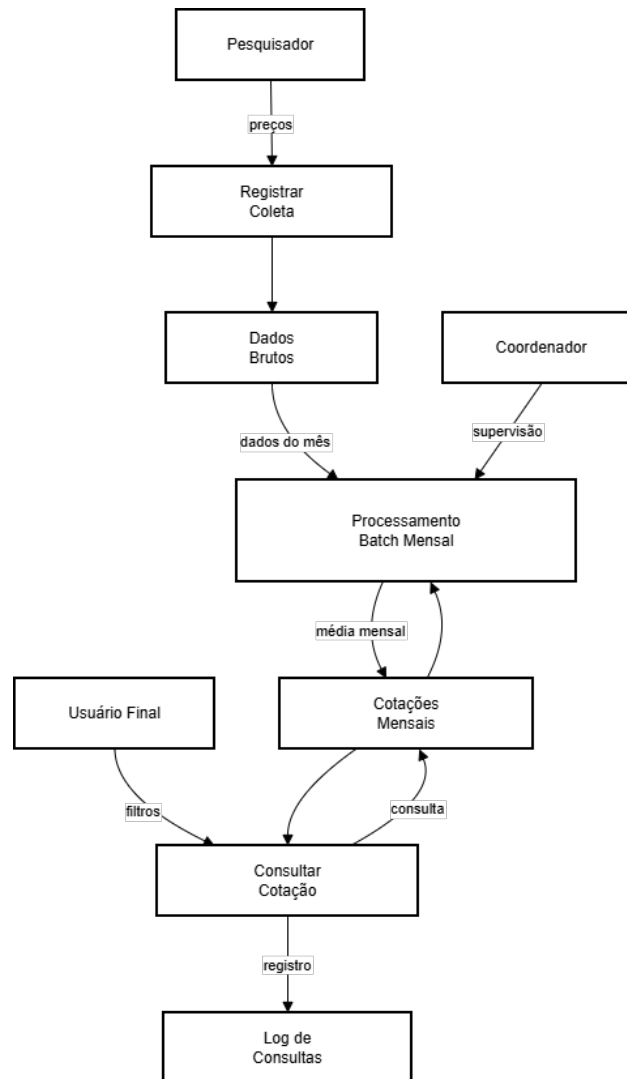 Pesquisador
preços
Registrar
Coleta
Dados
Brutos
Coordenador
dados do mês
supervisão
Processamento
Batch Mensal
média mensal
Usuário Final
Cotações
Mensais
filtros
consulta
Consultar
Cotação
registro
Log de
Consultas